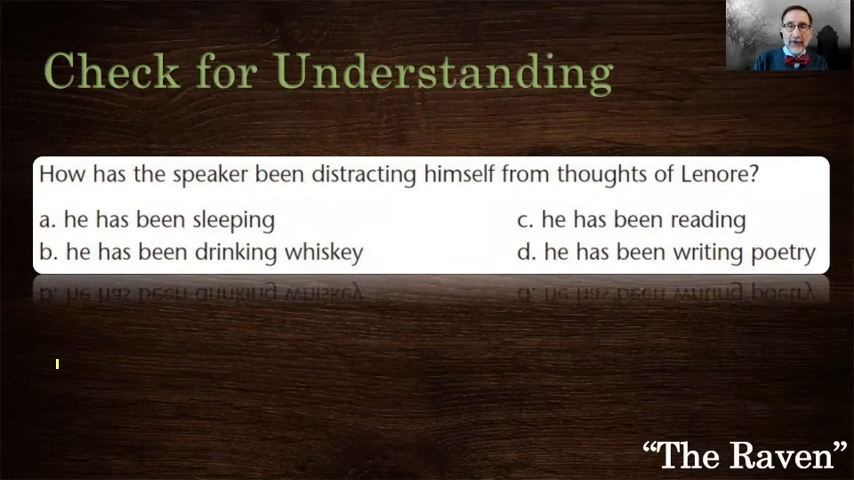 Check for Understanding
How has the speaker been distracting himself from thoughts of Lenore?
a. he has been sleeping
b. he has been drinking whiskey
c. he has been reading
d. he has been writing poetry
“The Raven”